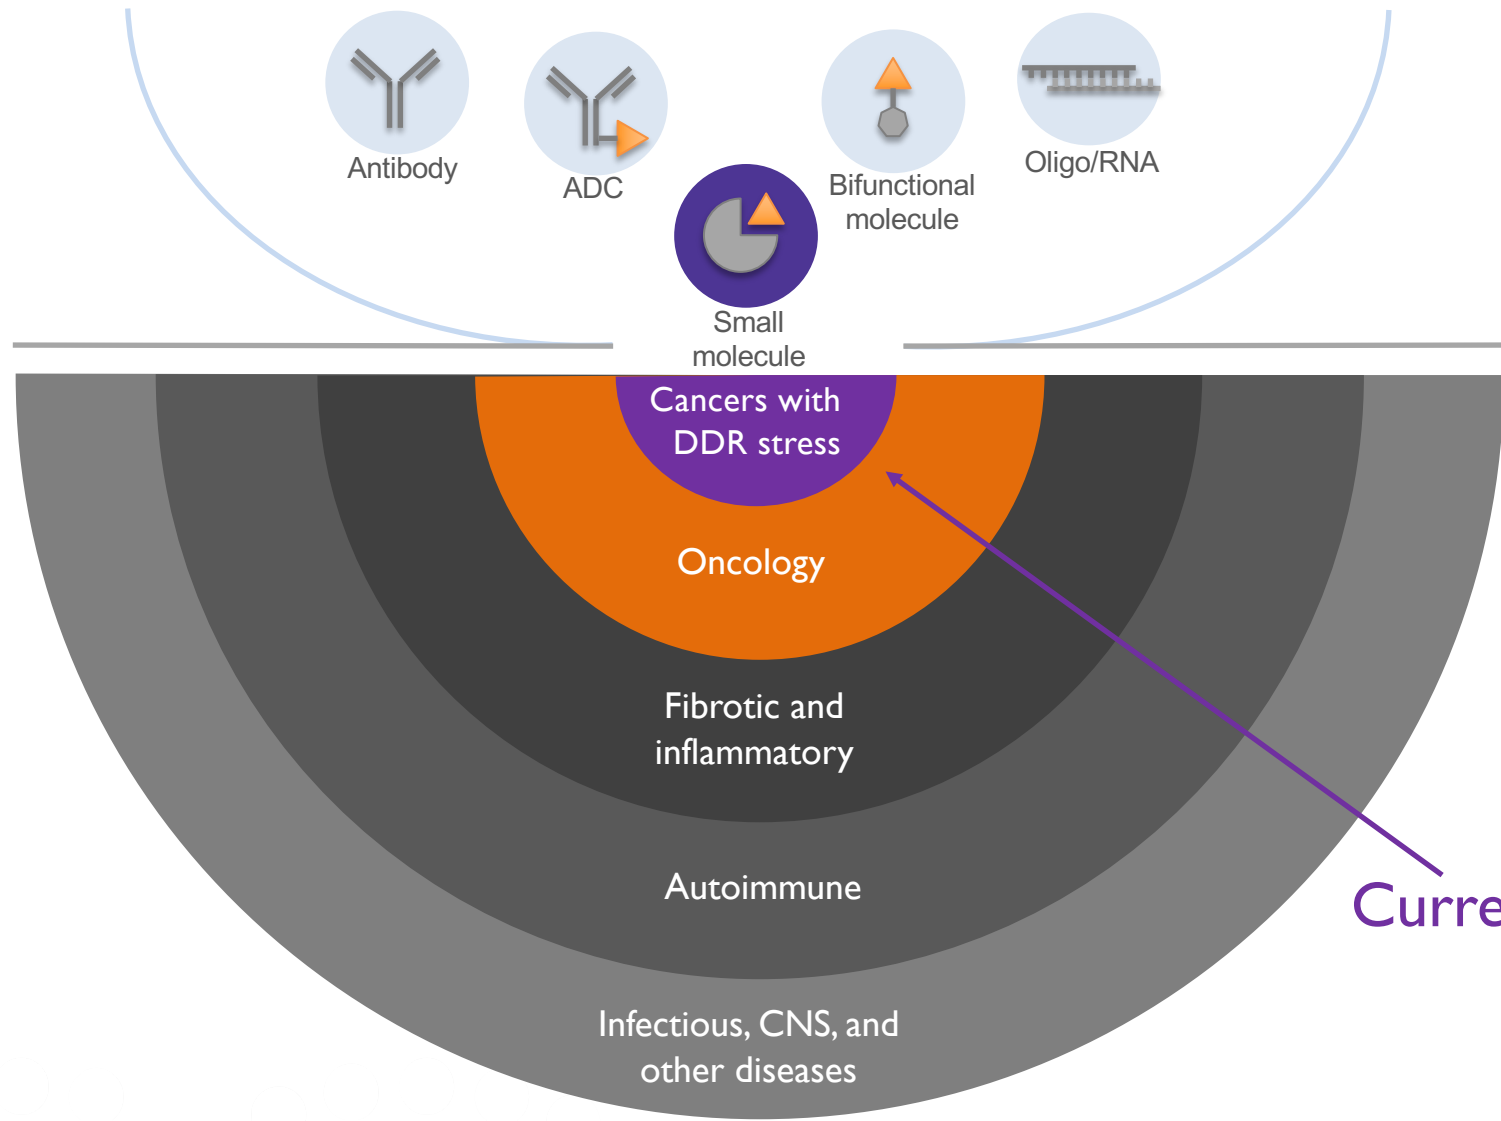 Antibody
ADC
Bifunctional
molecule
Oligo/RNA
Small
molecule
Cancers with
DDR stress
Oncology
Fibrotic and
inflammatory
Autoimmune
Infectious, CNS, and
other diseases